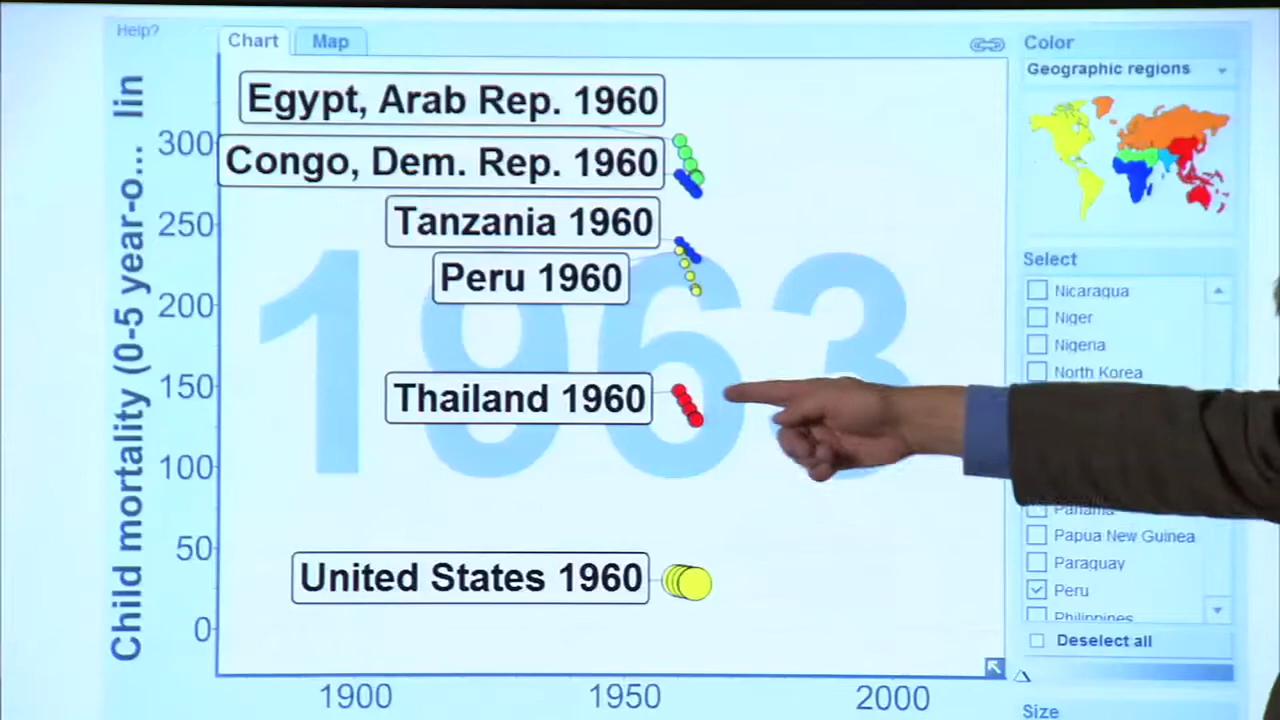 Help?
Chart
Map
Color
Geographic regions
Child mortality (0-5 year-o... lin
300
250
200
150
100
50
0
1963
Egypt, Arab Rep. 1960
Congo, Dem. Rep. 1960
Tanzania 1960
Peru 1960
Thailand 1960
United States 1960
1900
1950
2000
Select
Nicaragua
Niger
Nigeria
North Korea
Panama
Papua New Guinea
Paraguay
Peru
Philippines
Deselect all
Size